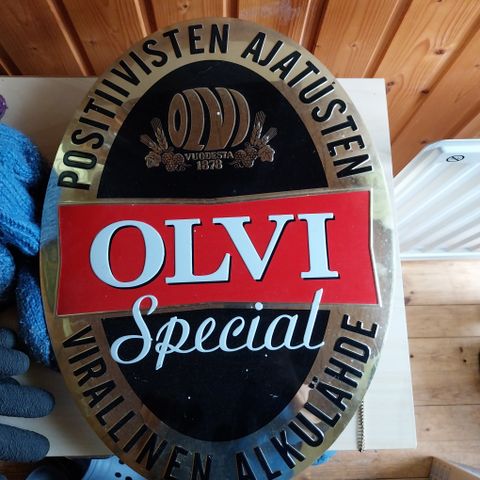 POSITIIVISTEN AJATUSTEN
OLVI
VUODESTA
1878
OLVI
Special
VIRALLINEN ALKULÄHDE